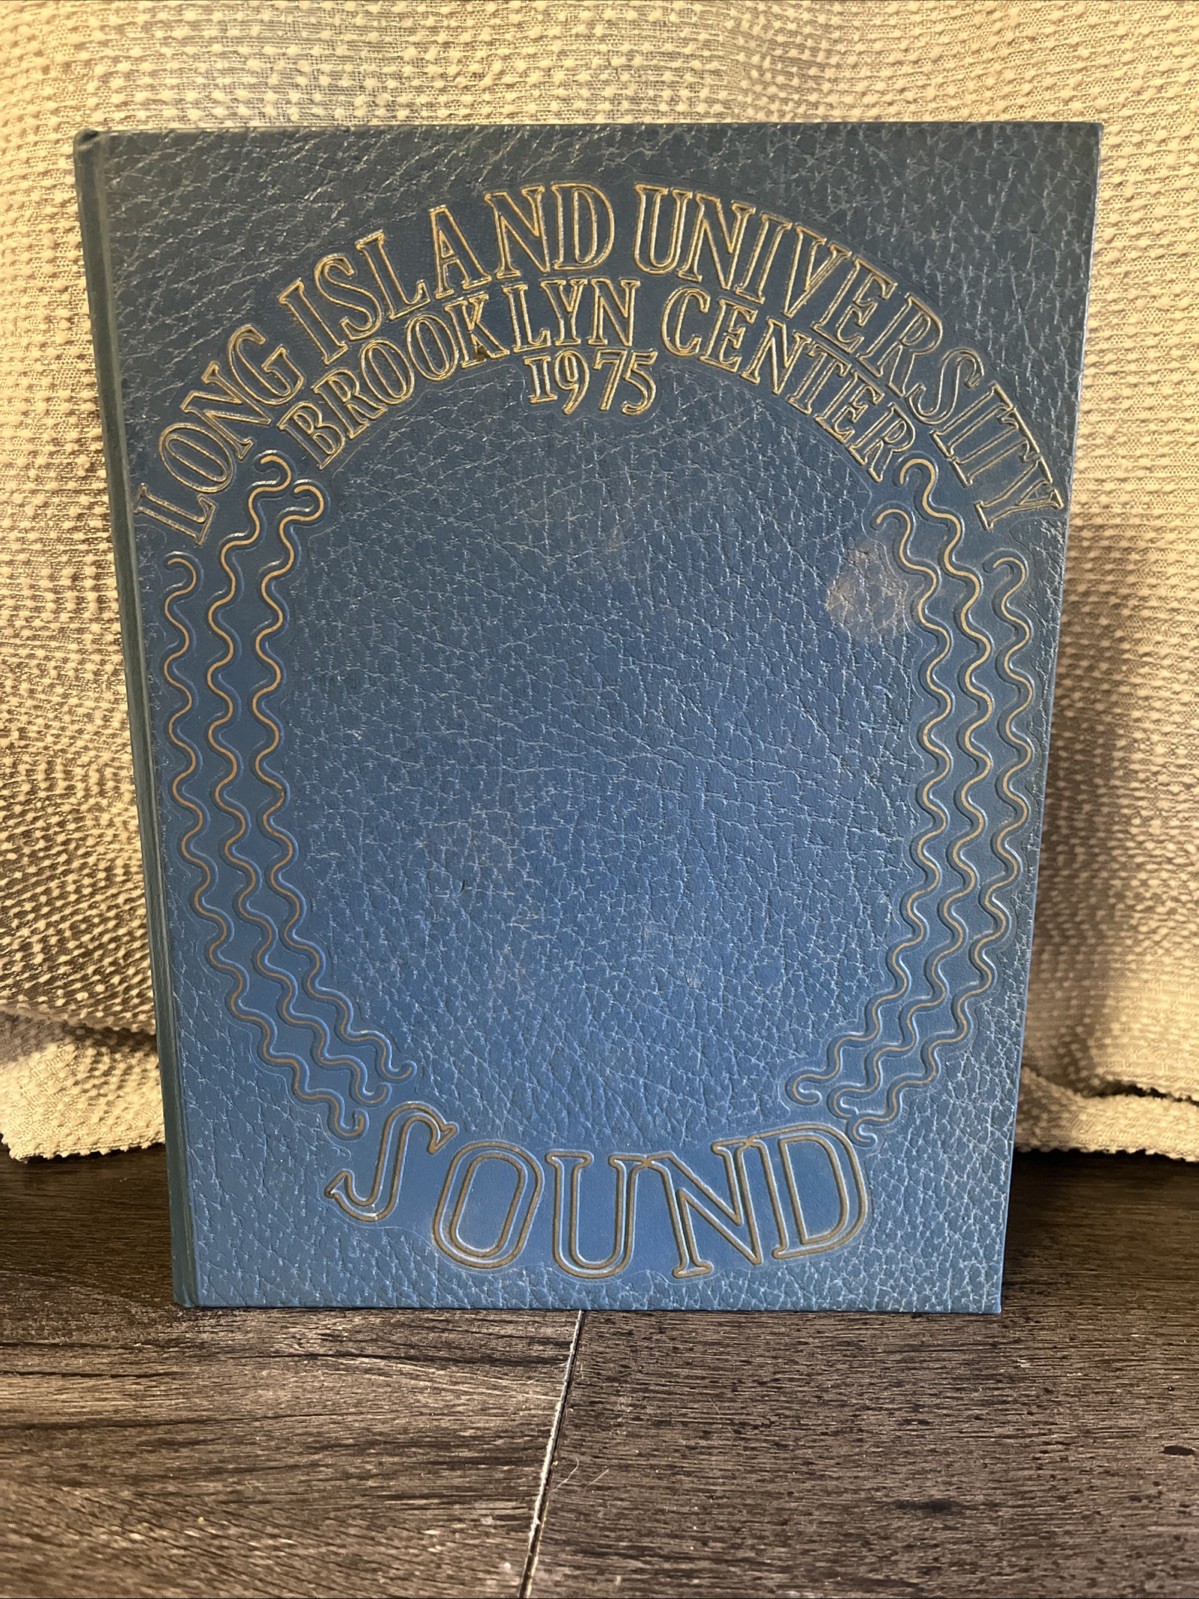 LONG ISLAND UNIVERSITY
BROOKLYN CENTER
1975
SOUND